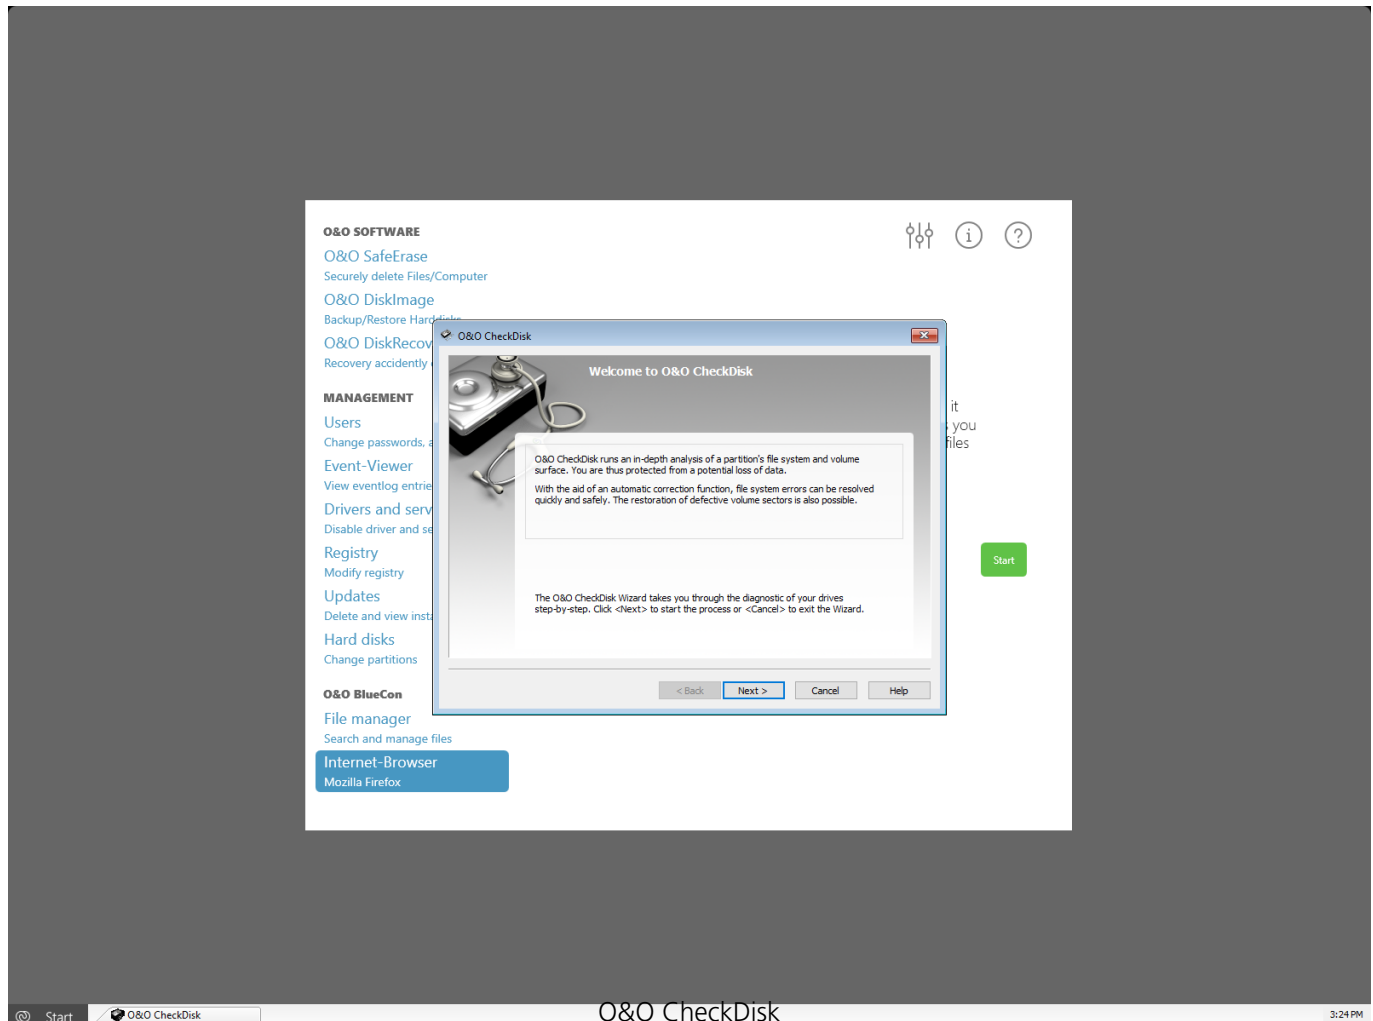 O&O SOFTWARE
O&O SafeErase
Securely delete Files/Computer
O&O DiskImage
Backup/Restore
O&O
Recovery accidently
MANAGEMENT
Users
Change passwords,
Event-Viewer
View eventlog
Drivers and
Disable driver and
Registry
Modify registry
Updates
Delete and view
Hard disks
Change partitions
O&O BlueCon
File manager
Search and manage files
Internet-Browser
Mozilla Firefox
O&O CheckDisk
Welcome to O&O CheckDisk
O&O CheckDisk runs an in-depth analysis of a partition's file system and volume
surface. You are thus protected from a potential loss of data.
With the aid of an automatic correction function, file system errors can be resolved
quickly and safely. The restoration of defective volume sectors is also possible.
The O&O CheckDisk Wizard takes you through the diagnostic of your drives
step-by-step. Click <Next> to start the process or <Cancel> to exit the Wizard.
< Back
Next >
Cancel
Help
it
you
files
Start
Start
O&O CheckDisk
O&O CheckDisk
3:24 PM